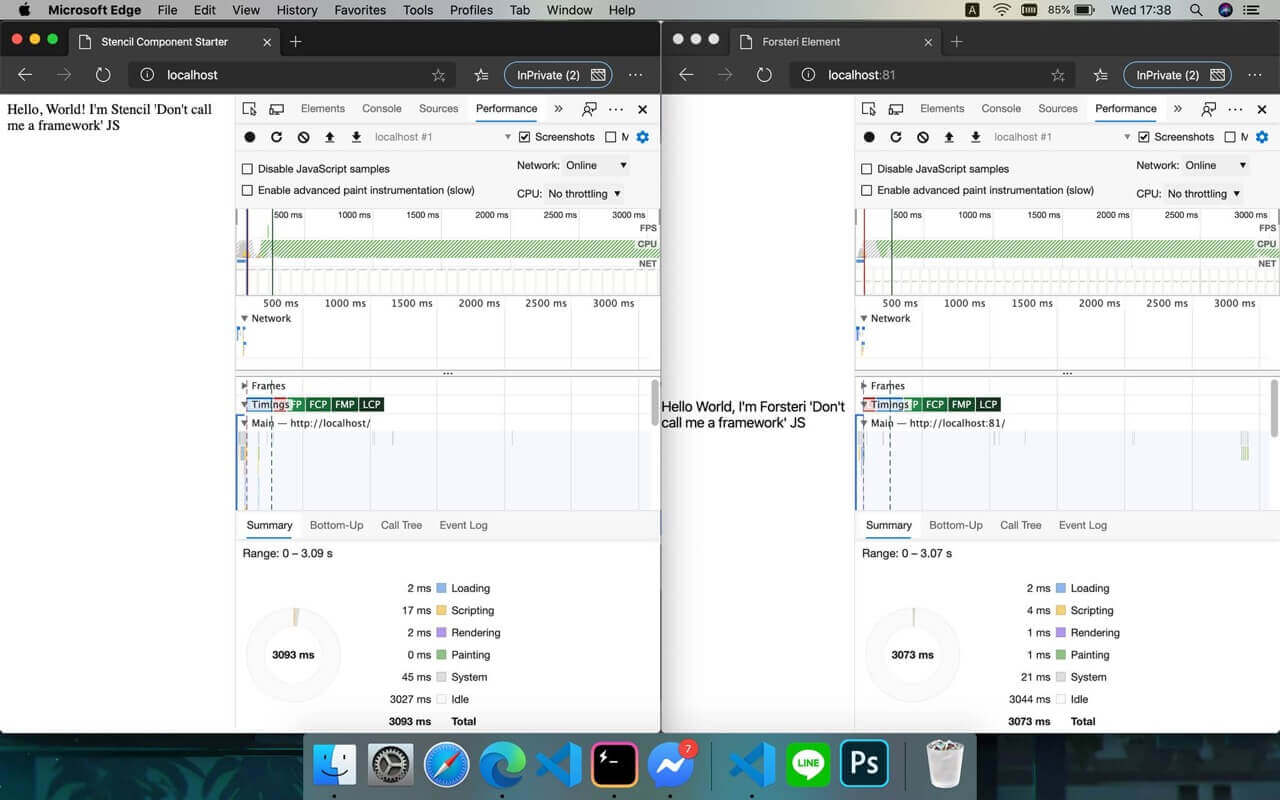 Microsoft Edge File Edit View History Favorites Tools Profiles Tab Window Help A 85% Wed 17:38
Stencil Component Starter
localhost
InPrivate (2)
Hello, World! I'm Stencil 'Don't call
me a framework' JS
Elements Console Sources Performance
localhost #1 Screenshots M
Disable JavaScript samples Network: Online
Enable advanced paint instrumentation (slow) CPU: No throttling
500 ms 1000 ms 1500 ms 2000 ms 2500 ms 3000 ms
FPS
CPU
NET
500 ms 1000 ms 1500 ms 2000 ms 2500 ms 3000 ms
Network
...
Frames
Timings FP FCP FMP LCP
Main — http://localhost/
Summary Bottom-Up Call Tree Event Log
Range: 0 – 3.09 s
2 ms Loading
17 ms Scripting
2 ms Rendering
3093 ms
0 ms Painting
45 ms System
3027 ms Idle
3093 ms Total
Forsteri Element
localhost:81
InPrivate (2)
Elements Console Sources Performance
localhost #1 Screenshots M
Disable JavaScript samples Network: Online
Enable advanced paint instrumentation (slow) CPU: No throttling
500 ms 1000 ms 1500 ms 2000 ms 2500 ms 3000 ms
FPS
CPU
NET
500 ms 1000 ms 1500 ms 2000 ms 2500 ms 3000 ms
Network
...
Frames
Timings P FCP FMP LCP
Hello World, I'm Forsteri 'Don't
call me a framework' JS
Main — http://localhost:81/
Summary Bottom-Up Call Tree Event Log
Range: 0 – 3.07 s
2 ms Loading
4 ms Scripting
1 ms Rendering
3073 ms
1 ms Painting
21 ms System
3044 ms Idle
3073 ms Total
7
LINE
Ps